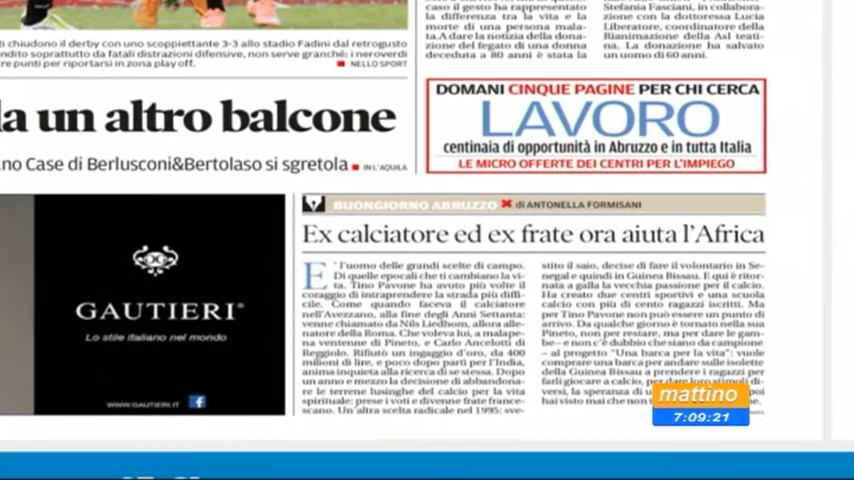 ti chiudono il derby con uno scoppiettante 3-3 allo stadio Fadini dal retrogusto
ndito soprattutto da fatali distrazioni difensive, non serve granché; i neroverdi
re punti per riportarsi in zona play off.
NELLO SPORT
la un altro balcone
no Case di Berlusconi&Bertolaso si sgretola
IN L'AQUILA
caso il gesto ha rappresentato
la differenza tra la vita e la
morte di una persona mala-
ta. A dare la notizia della dona-
zione del fegato di una donna
deceduta a 80 anni è stata la
Stefania Fasciani, in collabora-
zione con la dottoressa Lucia
Liberatore, coordinatrice della
Rianimazione della Asl teati-
na. La donazione ha salvato
un uomo di 60 anni.
DOMANI CINQUE PAGINE PER CHI CERCA
LAVORO
centinaia di opportunità in Abruzzo e in tutta Italia
LE MICRO OFFERTE DEI CENTRI PER L'IMPIEGO
GAUTIERI®
Lo stile italiano nel mondo
WWW.GAUTIERI.IT f
BUONGIORNO ABRUZZO di ANTONELLA FORMISANI
Ex calciatore ed ex frate ora aiuta l'Africa
E' l'uomo delle grandi scelte di campo.
Di quelle epocali che ti cambiano la vi-
ta. Tino Pavone ha avuto più volte il
coraggio di intraprendere la strada più diffi-
cile. Come quando faceva il calciatore
nell'Avezzano, alla fine degli Anni Settanta:
venne chiamato da Nils Liedhom, allora alle-
natore della Roma. Che voleva lui, a malape-
na ventenne di Pineto, e Carlo Ancelotti di
Reggiolo. Rifiutò un ingaggio d'oro, da 400
milioni di lire, e poco dopo partì per l'India,
anima inquieta alla ricerca di se stessa. Dopo
un anno e mezzo la decisione di abbandona-
re le terrene lusinghe del calcio per la vita
spirituale: prese i voti e divenne frate france-
scano. Un'altra scelta radicale nel 1995: sve-
stito il saio, decise di fare il volontario in Se-
negal e quindi in Guinea Bissau. E qui è ritor-
nata a galla la vecchia passione per il calcio.
Ha creato due centri sportivi e una scuola
calcio con più di cento ragazzi iscritti. Ma
per Tino Pavone non può essere un punto di
arrivo. Da qualche giorno è tornato nella sua
Pineto, non per restare, ma per dare le gam-
be – e non c'è dubbio che siano da campione
– al progetto "Una barca per la vita": vuole
comprare una barca per andare sulle isolette
della Guinea Bissau a prendere i ragazzi per
farli giocare a calcio, per dare loro stimoli di-
versi, la speranza di u
poi
hai visto mai che non
mattino
7:09:21